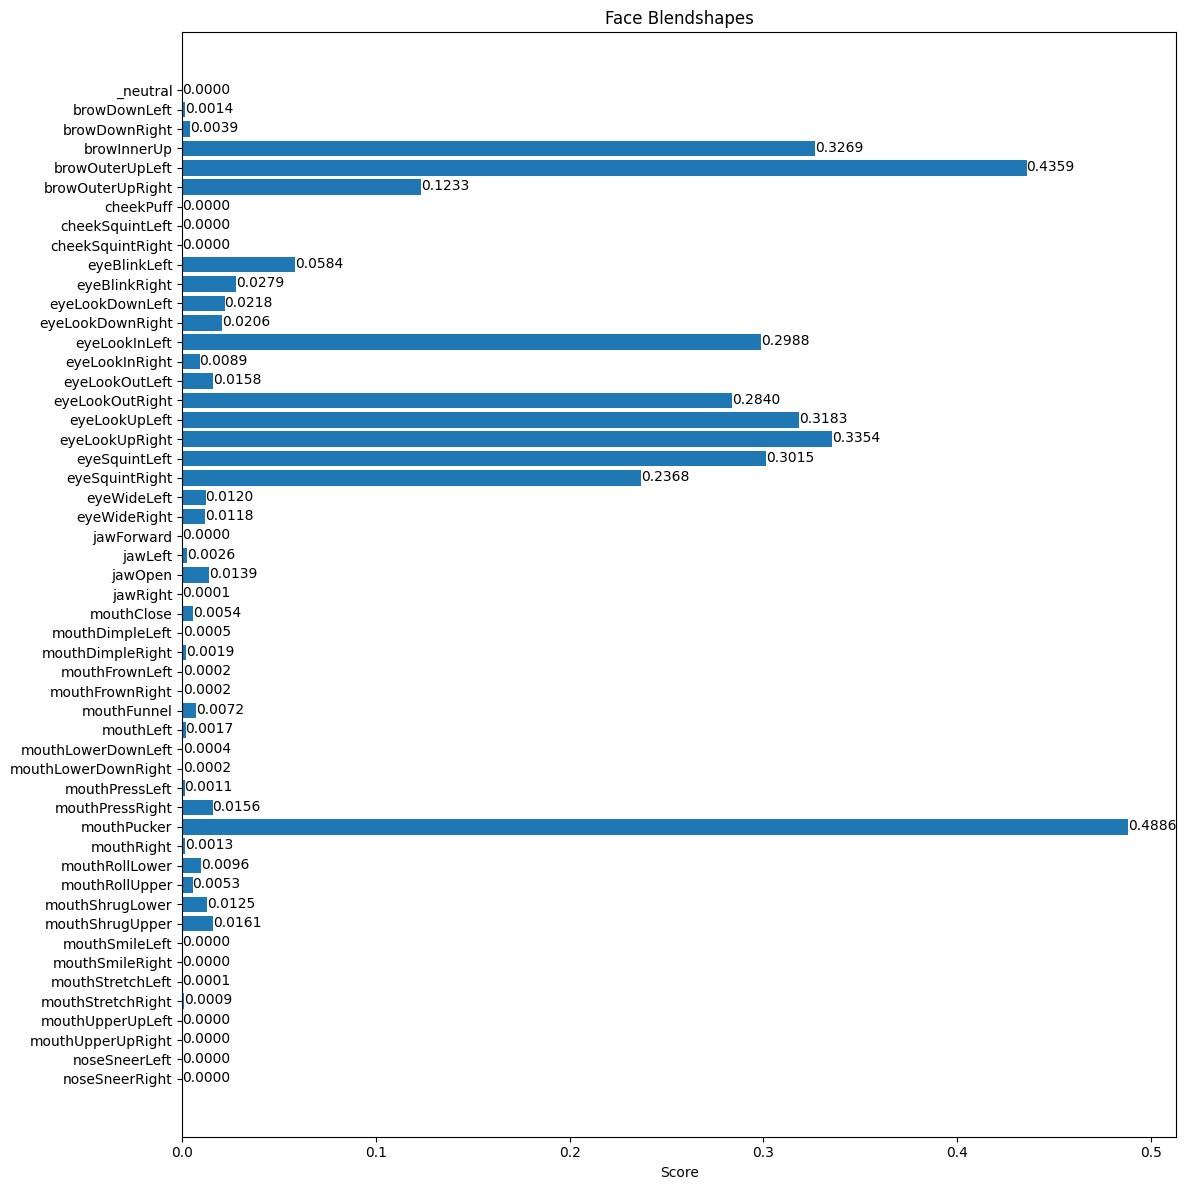 Face Blendshapes
_neutral 0.0000
browDownLeft 0.0014
browDownRight 0.0039
browInnerUp 0.3269
browOuterUpLeft 0.4359
browOuterUpRight 0.1233
cheekPuff 0.0000
cheekSquintLeft 0.0000
cheekSquintRight 0.0000
eyeBlinkLeft 0.0584
eyeBlinkRight 0.0279
eyeLookDownLeft 0.0218
eyeLookDownRight 0.0206
eyeLookInLeft 0.2988
eyeLookInRight 0.0089
eyeLookOutLeft 0.0158
eyeLookOutRight 0.2840
eyeLookUpLeft 0.3183
eyeLookUpRight 0.3354
eyeSquintLeft 0.3015
eyeSquintRight 0.2368
eyeWideLeft 0.0120
eyeWideRight 0.0118
jawForward 0.0000
jawLeft 0.0026
jawOpen 0.0139
jawRight 0.0001
mouthClose 0.0054
mouthDimpleLeft 0.0005
mouthDimpleRight 0.0019
mouthFrownLeft 0.0002
mouthFrownRight 0.0002
mouthFunnel 0.0072
mouthLeft 0.0017
mouthLowerDownLeft 0.0004
mouthLowerDownRight 0.0002
mouthPressLeft 0.0011
mouthPressRight 0.0156
mouthPucker 0.4886
mouthRight 0.0013
mouthRollLower 0.0096
mouthRollUpper 0.0053
mouthShrugLower 0.0125
mouthShrugUpper 0.0161
mouthSmileLeft 0.0000
mouthSmileRight 0.0000
mouthStretchLeft 0.0001
mouthStretchRight 0.0009
mouthUpperUpLeft 0.0000
mouthUpperUpRight 0.0000
noseSneerLeft 0.0000
noseSneerRight 0.0000
0.0 0.1 0.2 0.3 0.4 0.5
Score